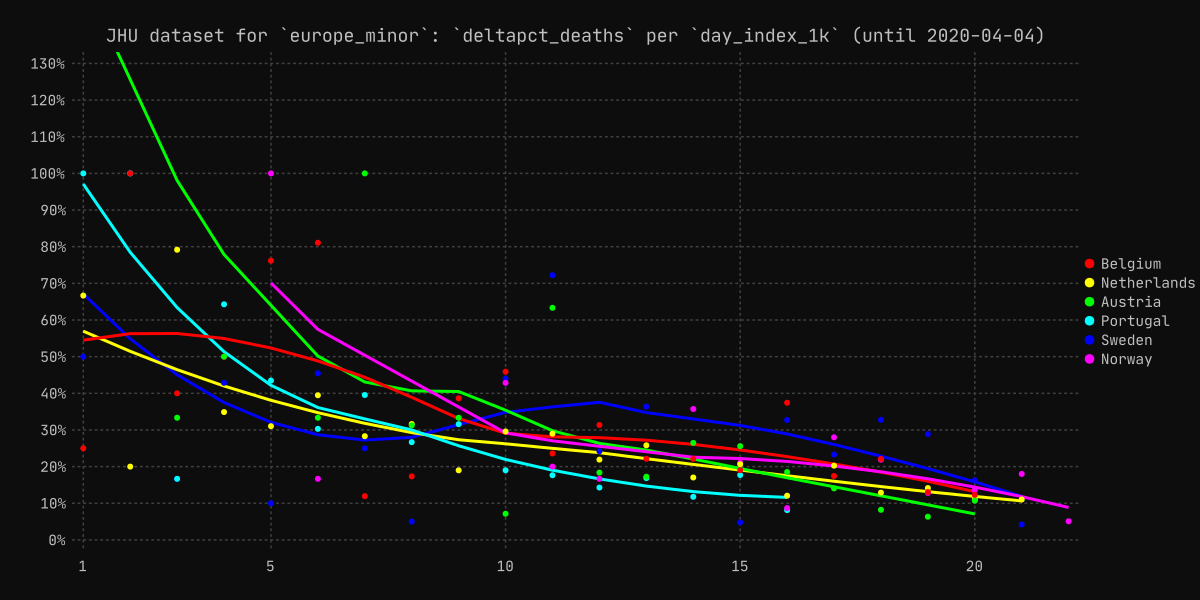 JHU dataset for `europe_minor`: `deltapct_deaths` per `day_index_1k` (until 2020-04-04)
130%
120%
110%
100%
90%
80%
70%
60%
50%
40%
30%
20%
10%
0%
1
5
10
15
20
Belgium
Netherlands
Austria
Portugal
Sweden
Norway